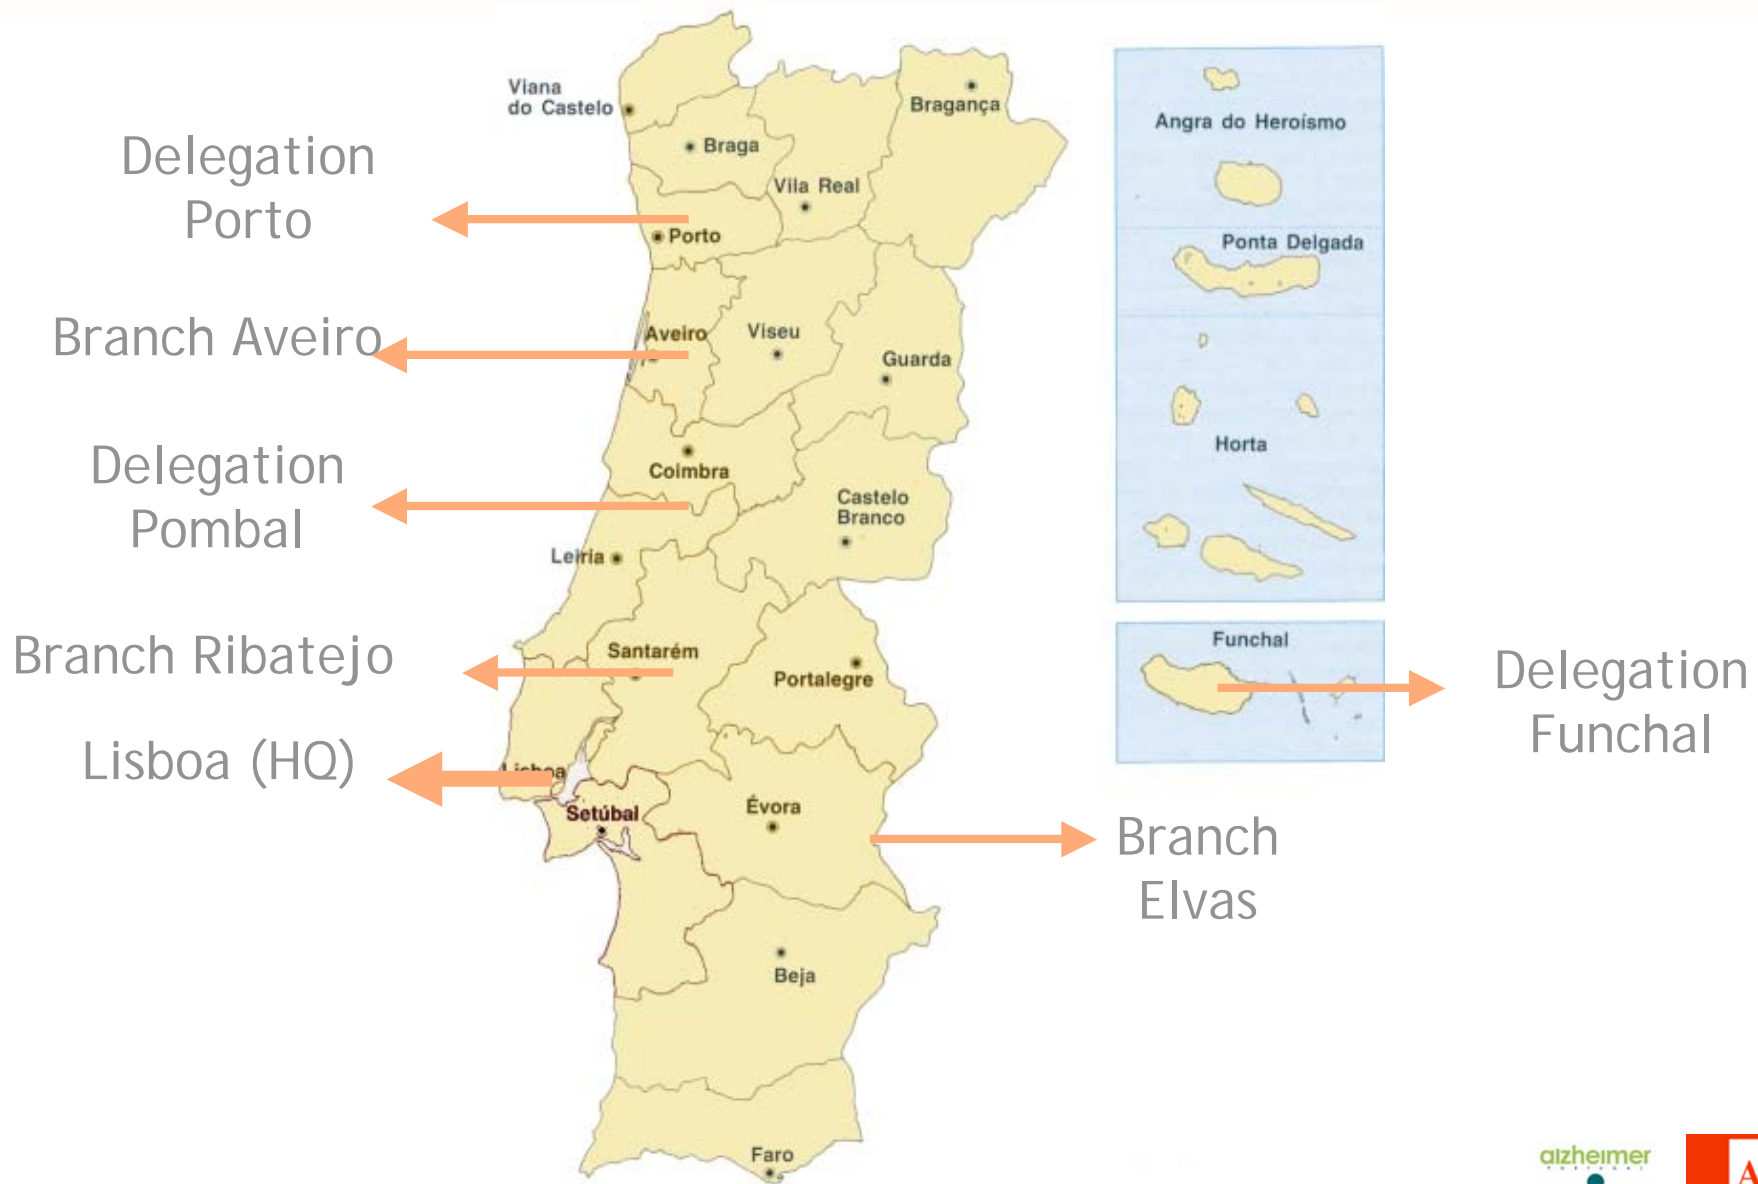 Viana
do Castelo
Braga
Bragança
Vila Real
Porto
Aveiro
Viseu
Guarda
Coimbra
Castelo
Branco
Leiria
Santarém
Portalegre
Lisboa
Setúbal
Évora
Beja
Faro
Angra do Heroísmo
Ponta Delgada
Horta
Funchal
Delegation
Porto
Branch Aveiro
Delegation
Pombal
Branch Ribatejo
Lisboa (HQ)
Delegation
Funchal
Branch
Elvas
alzheimer
PORTUGAL
A